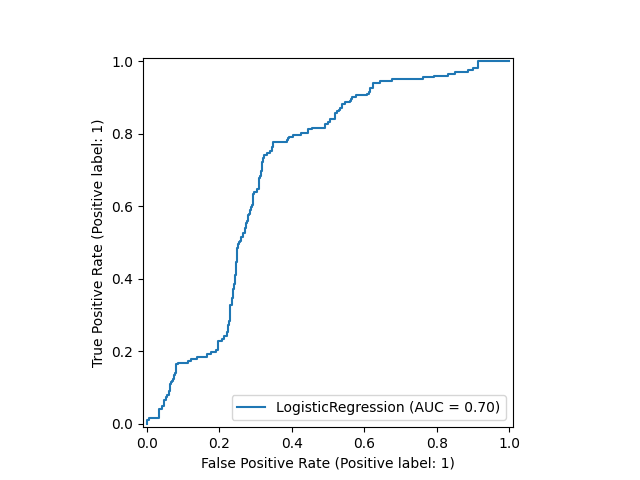 1.0
0.8
0.6
0.4
0.2
0.0
True Positive Rate (Positive label: 1)
LogisticRegression (AUC = 0.70)
0.0 0.2 0.4 0.6 0.8 1.0
False Positive Rate (Positive label: 1)